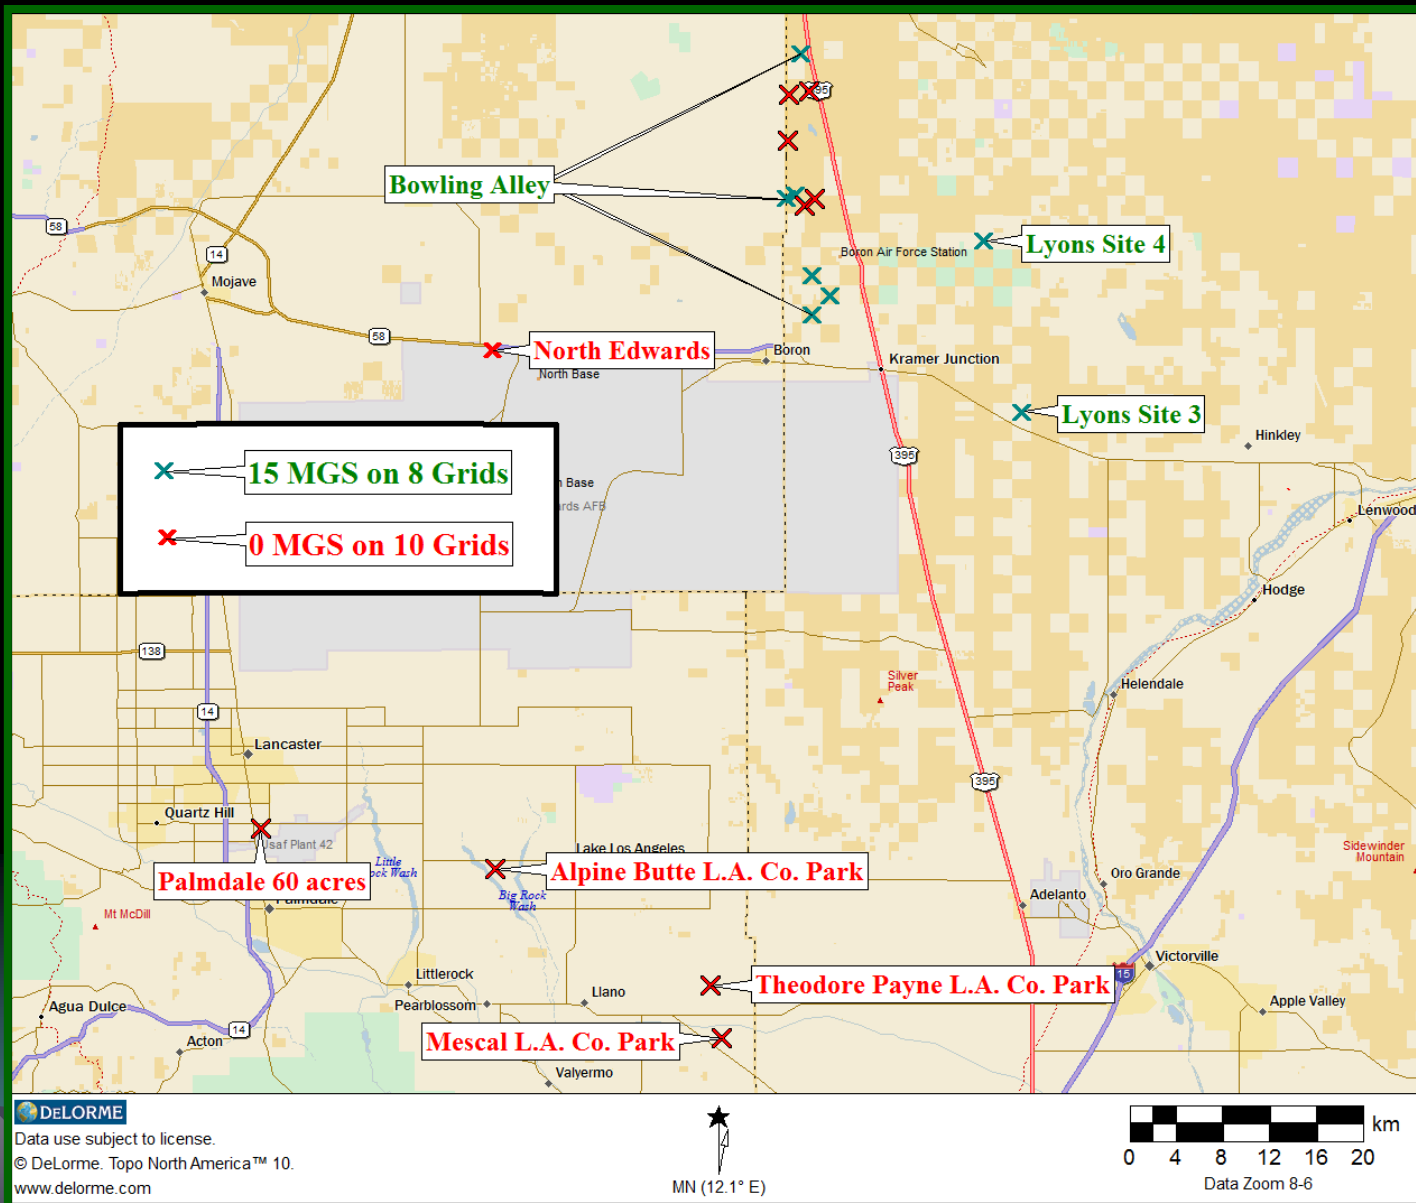 395
Bowling Alley
58
14
Mojave
Boron Air Force Station
Lyons Site 4
58
North Edwards
Boron
Kramer Junction
North Base
Lyons Site 3
Hinkley
395
15 MGS on 8 Grids
Base
AFB
0 MGS on 10 Grids
Lenwood
Hodge
138
Silver
Peak
Helendale
14
Lancaster
395
Quartz Hill
Usaf Plant 42
Lake Los Angeles
Sidewinder
Mountain
Little
Wash
Palmdale 60 acres
Alpine Butte L.A. Co. Park
Oro Grande
Big Rock
Wash
Adelanto
Palmdale
Mt McDill
Victorville
15
Littlerock
Theodore Payne L.A. Co. Park
Llano
Pearblossom
Agua Dulce
Apple Valley
14
Acton
Mescal L.A. Co. Park
Valyermo
DELORME
Data use subject to license.
© DeLorme. Topo North America™ 10.
www.delorme.com
MN (12.1° E)
km
0 4 8 12 16 20
Data Zoom 8-6